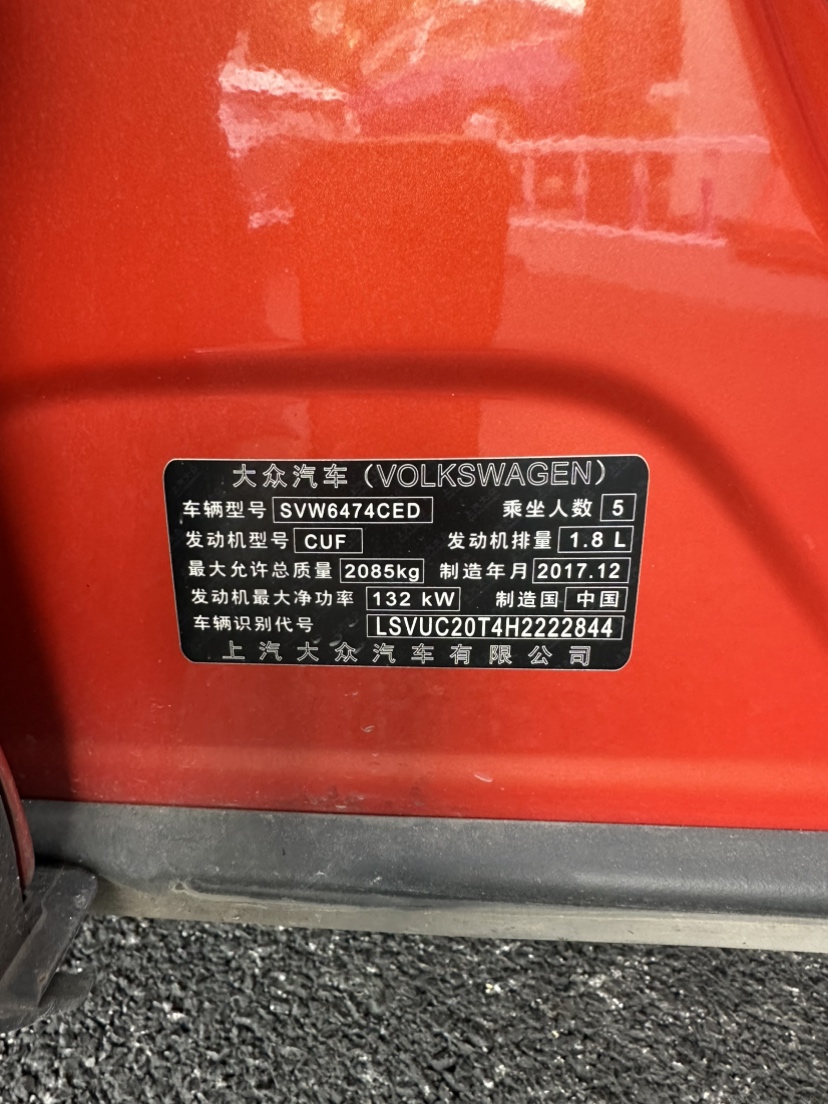 大众汽车(VOLKSWAGEN)
车辆型号 SVW6474CED 乘坐人数 5
发动机型号 CUF 发动机排量 1.8 L
最大允许总质量 2085kg 制造年月 2017.12
发动机最大净功率 132 kW 制造国 中国
车辆识别代号 LSVUC20T4H2222844
上汽大众汽车有限公司